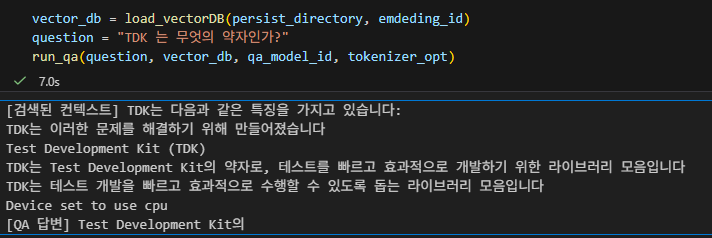 vector_db = load_vectorDB(persist_directory, emdeding_id)
question = "TDK 는 무엇의 약자인가?"
run_qa(question, vector_db, qa_model_id, tokenizer_opt)
7.0s
[검색된 컨텍스트] TDK는 다음과 같은 특징을 가지고 있습니다:
TDK는 이러한 문제를 해결하기 위해 만들어졌습니다
Test Development Kit (TDK)
TDK는 Test Development Kit의 약자로, 테스트를 빠르고 효과적으로 개발하기 위한 라이브러리 모음입니다
TDK는 테스트 개발을 빠르고 효과적으로 수행할 수 있도록 돕는 라이브러리 모음입니다
Device set to use cpu
[QA 답변] Test Development Kit의